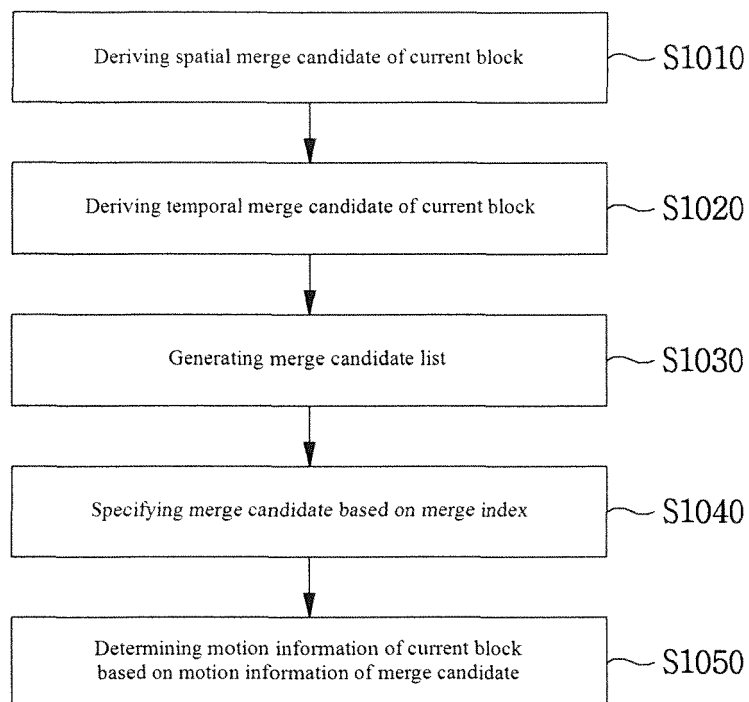 Deriving spatial merge candidate of current block
S1010
Deriving temporal merge candidate of current block
S1020
Generating merge candidate list
S1030
Specifying merge candidate based on merge index
S1040
Determining motion information of current block
based on motion information of merge candidate
S1050